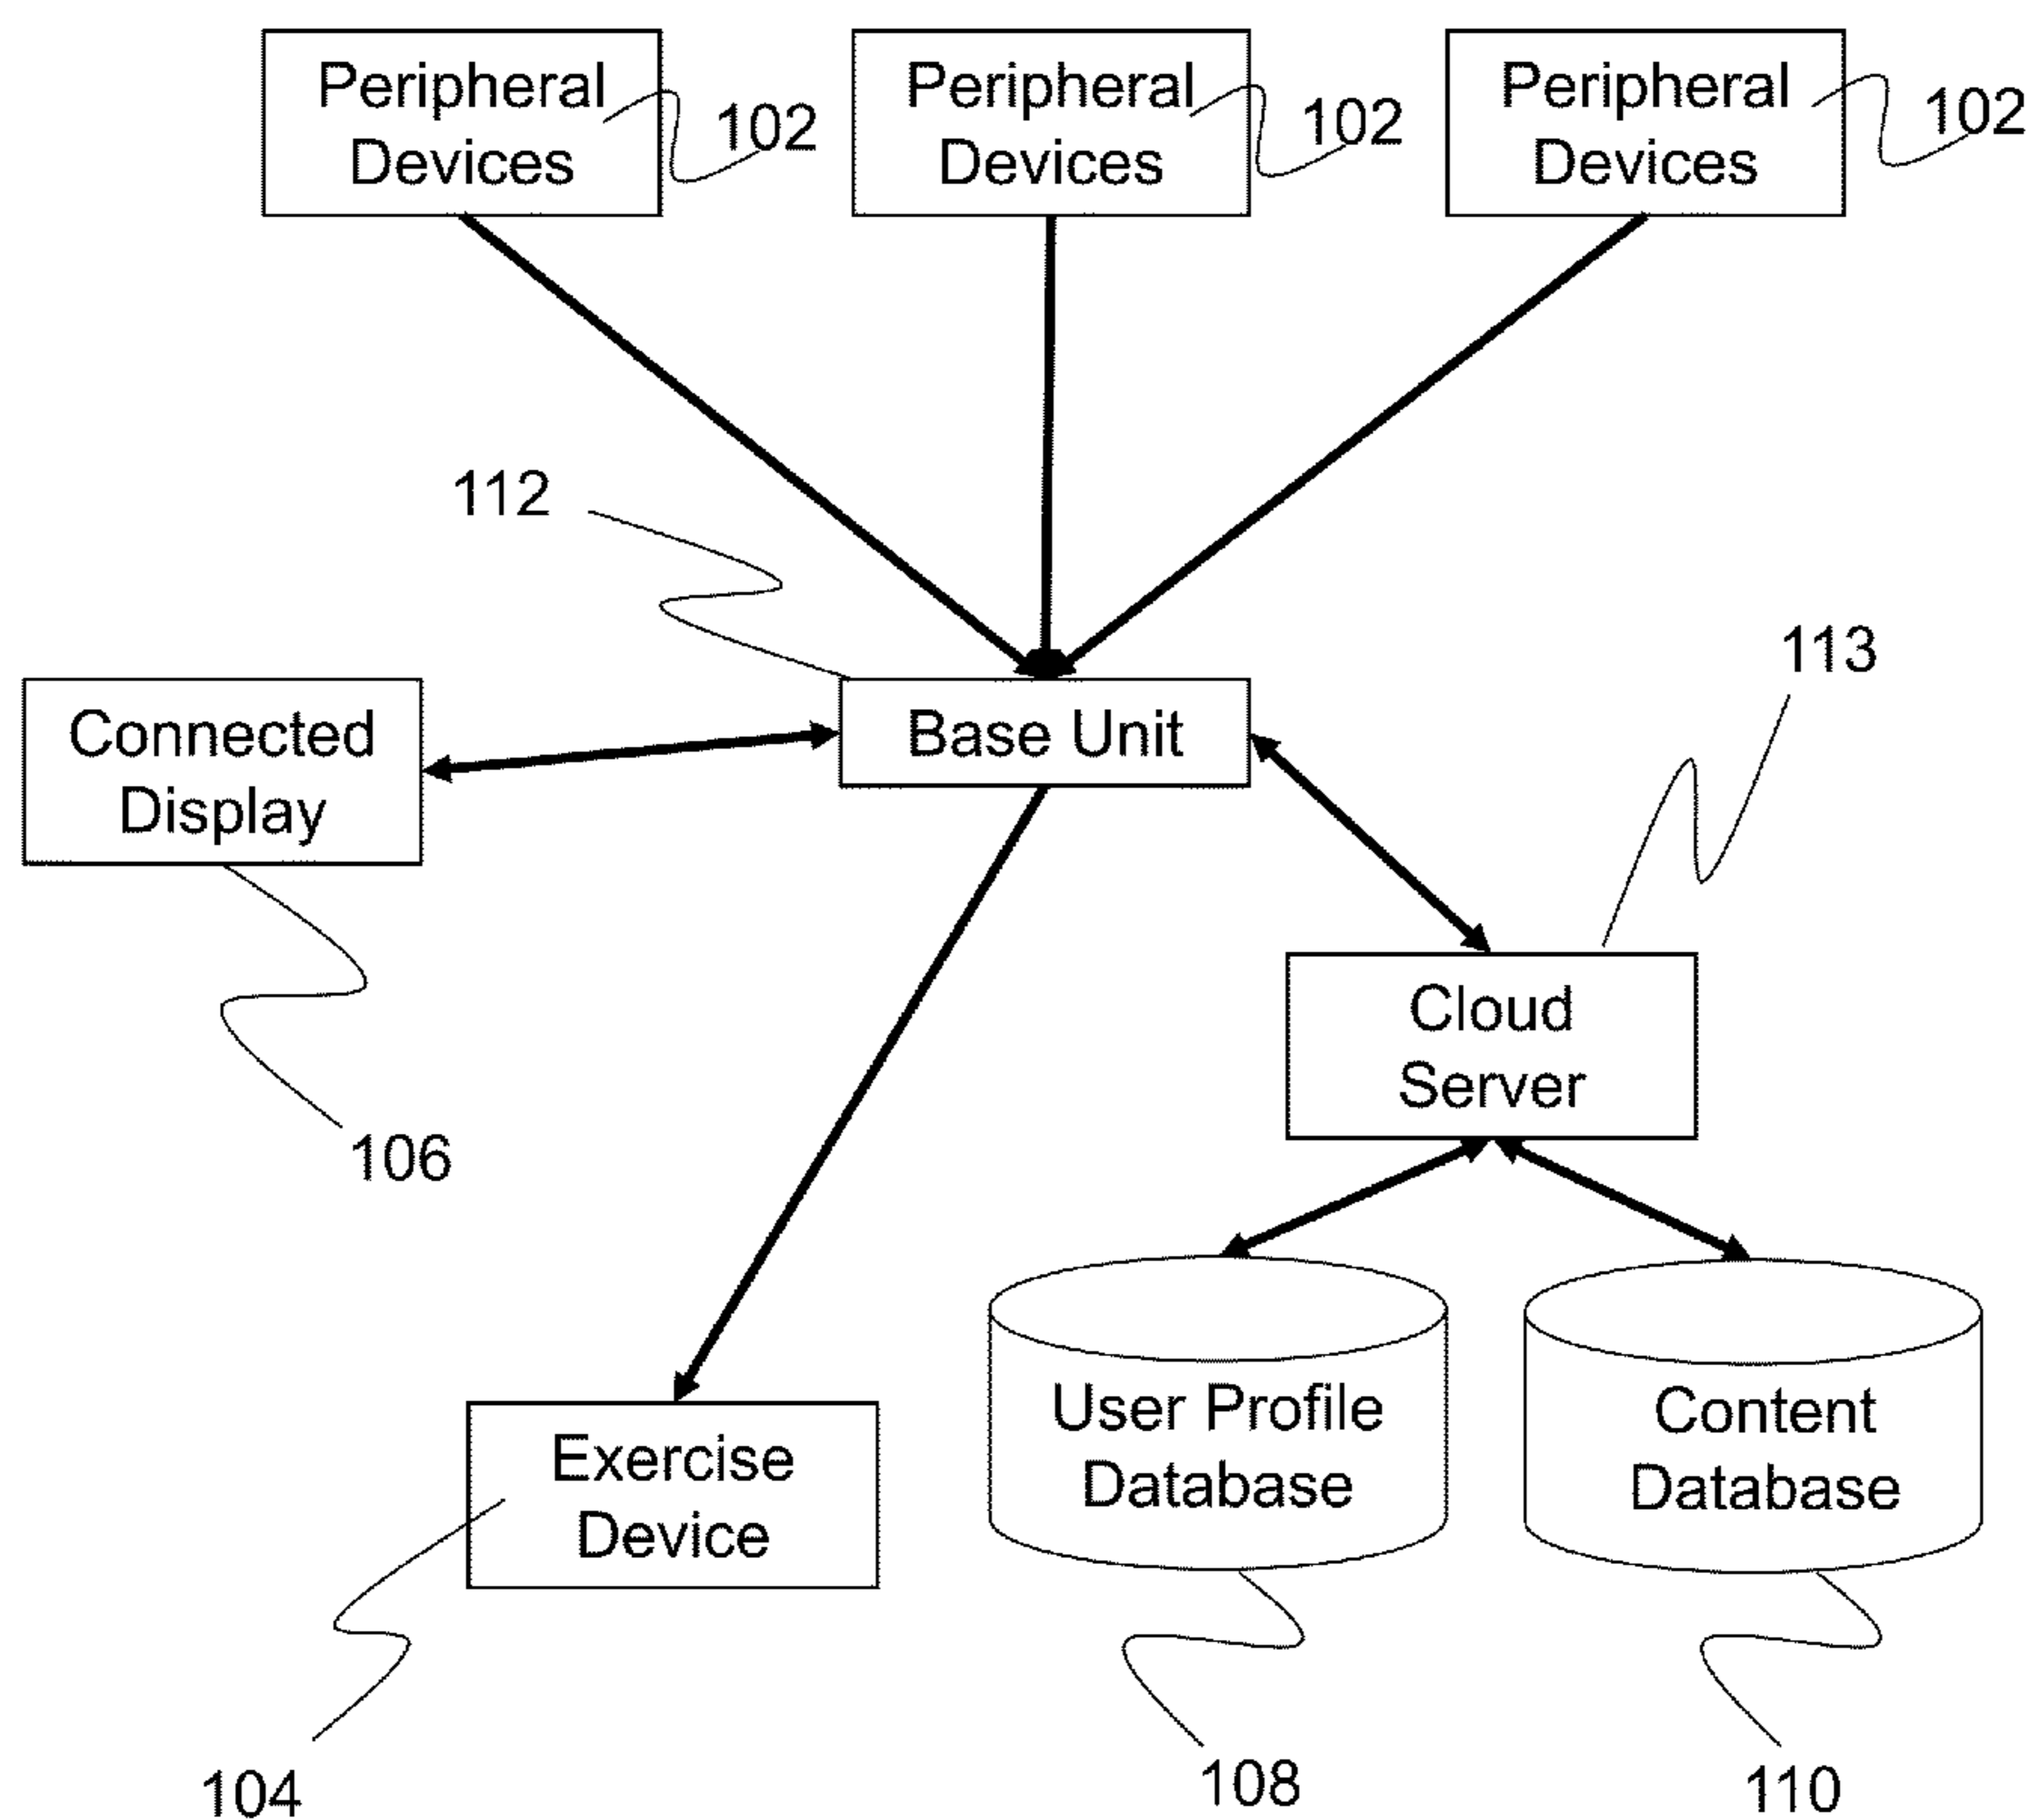 Peripheral
Devices
102
Peripheral
Devices
102
Peripheral
Devices
102
112
113
Connected
Display
Base Unit
Cloud
Server
106
User Profile
Database
Content
Database
Exercise
Device
104
108
110